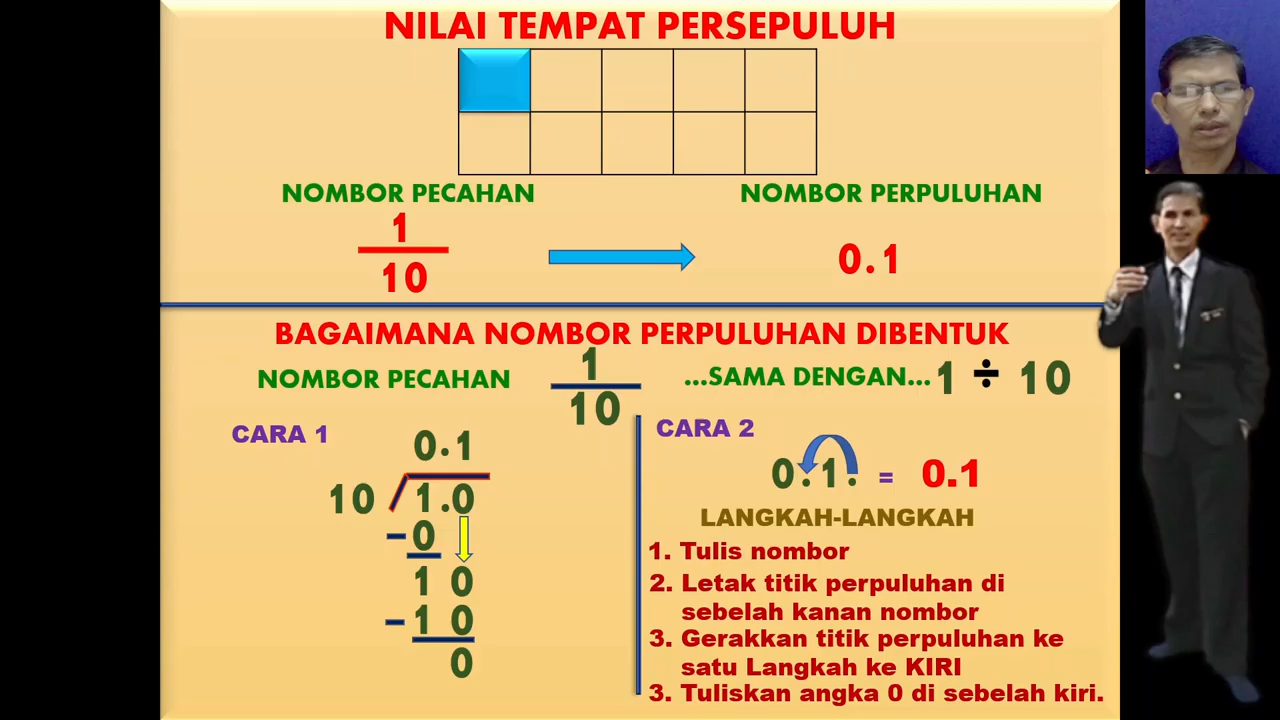 NILAI TEMPAT PERSEPULUH
NOMBOR PECAHAN
NOMBOR PERPULUHAN
1
10
0.1
BAGAIMANA NOMBOR PERPULUHAN DIBENTUK
NOMBOR PECAHAN
1
10
...SAMA DENGAN... 1 ÷ 10
CARA 1
0.1
10 1.0
-0
1 0
-1 0
0
CARA 2
0.1. = 0.1
LANGKAH-LANGKAH
1. Tulis nombor
2. Letak titik perpuluhan di
sebelah kanan nombor
3. Gerakkan titik perpuluhan ke
satu Langkah ke KIRI
3. Tuliskan angka 0 di sebelah kiri.